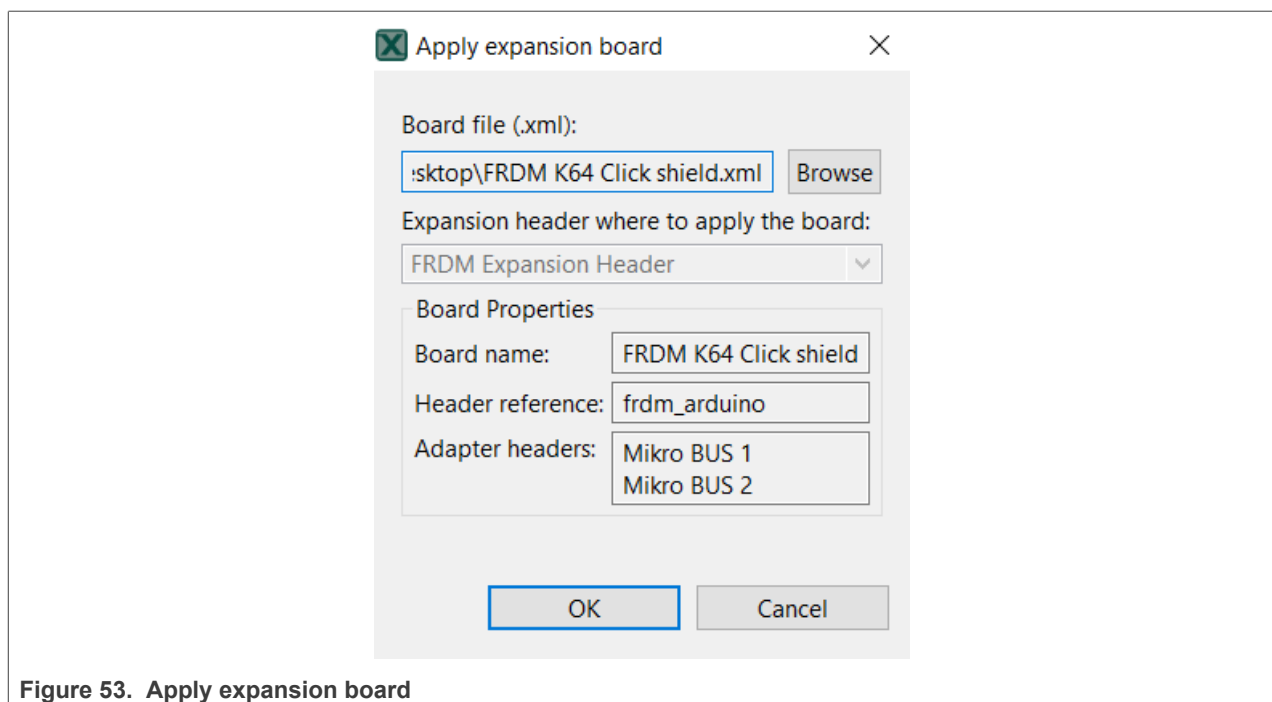 Apply expansion board
Board file (.xml):
sktop\FRDM K64 Click shield.xml
Browse
Expansion header where to apply the board:
FRDM Expansion Header
Board Properties
Board name:
FRDM K64 Click shield
Header reference:
frdm_arduino
Adapter headers:
Mikro BUS 1
Mikro BUS 2
OK
Cancel
Figure 53. Apply expansion board